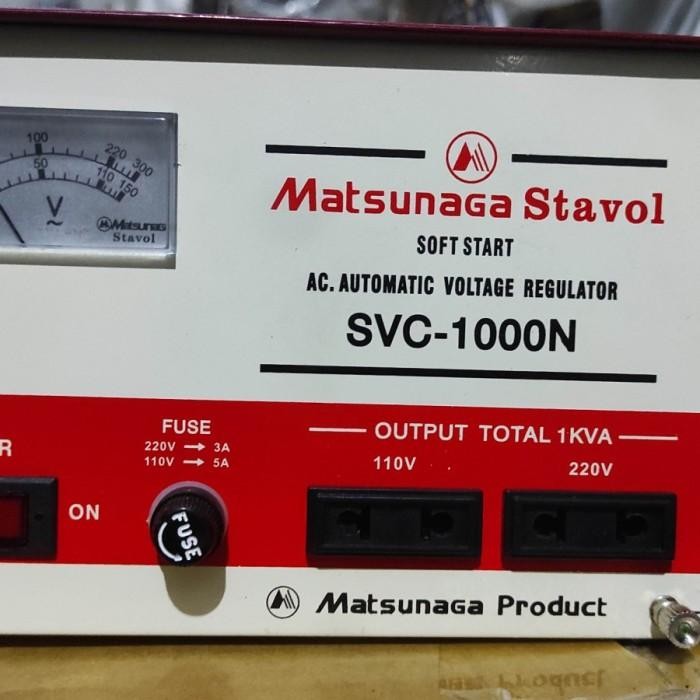 100
220
300
50
110
150
V
~
Matsunaga
Stavol
Matsunaga Stavol
SOFT START
AC. AUTOMATIC VOLTAGE REGULATOR
SVC-1000N
R
ON
FUSE
220V → 3A
110V → 5A
FUSE
OUTPUT TOTAL 1KVA
110V
220V
Matsunaga Product
Product